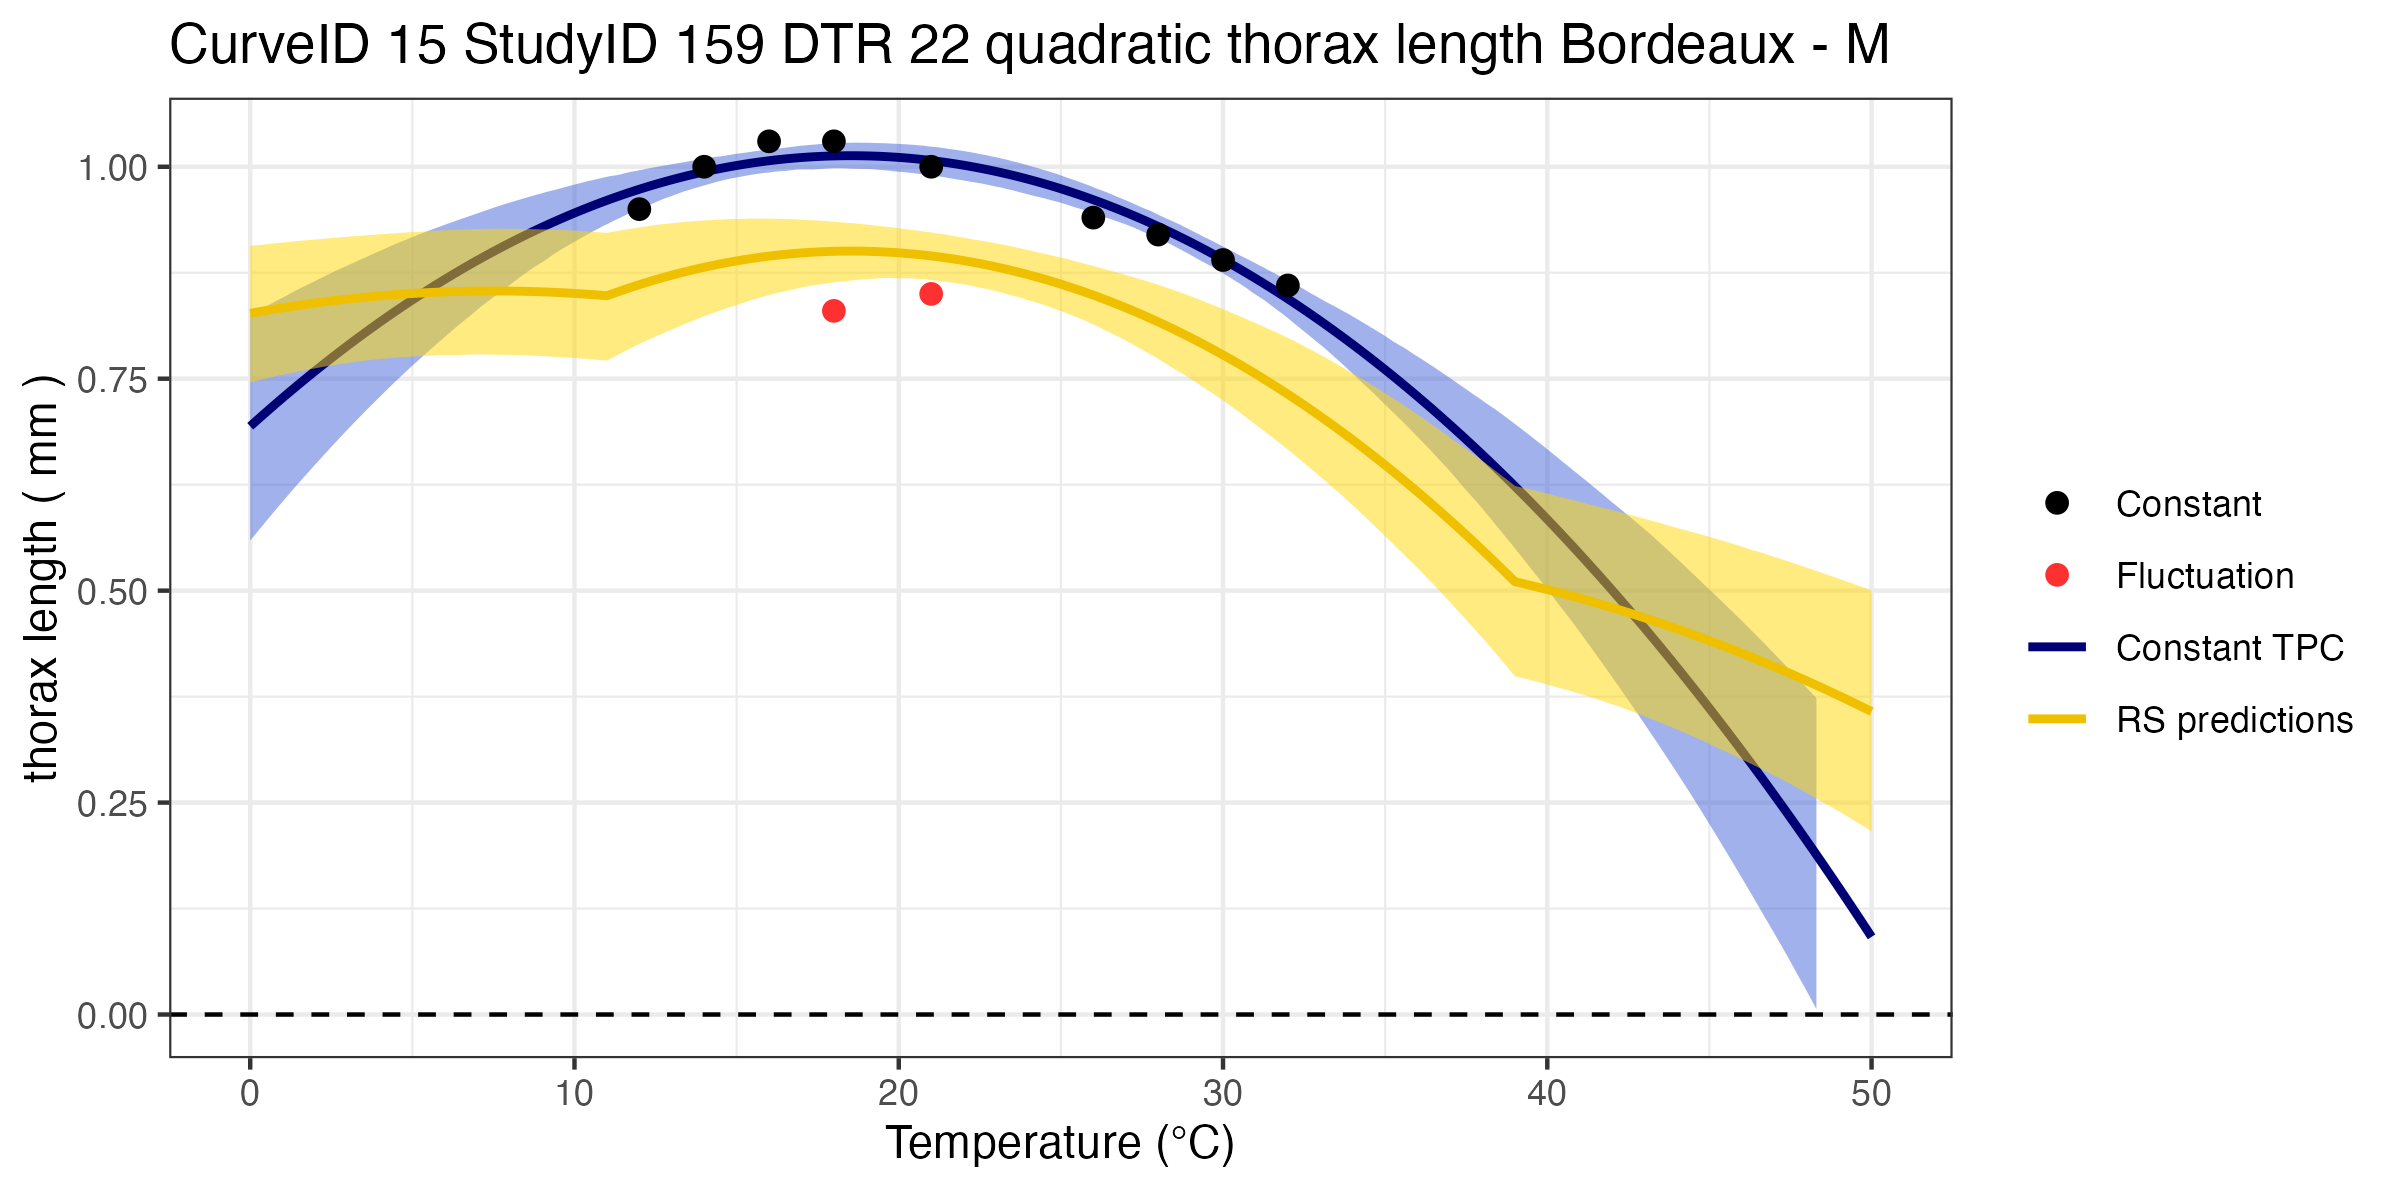 CurveID 15 StudyID 159 DTR 22 quadratic thorax length Bordeaux - M
thorax length ( mm )
1.00
0.75
0.50
0.25
0.00
0 10 20 30 40 50
Temperature (°C)
Constant
Fluctuation
Constant TPC
RS predictions